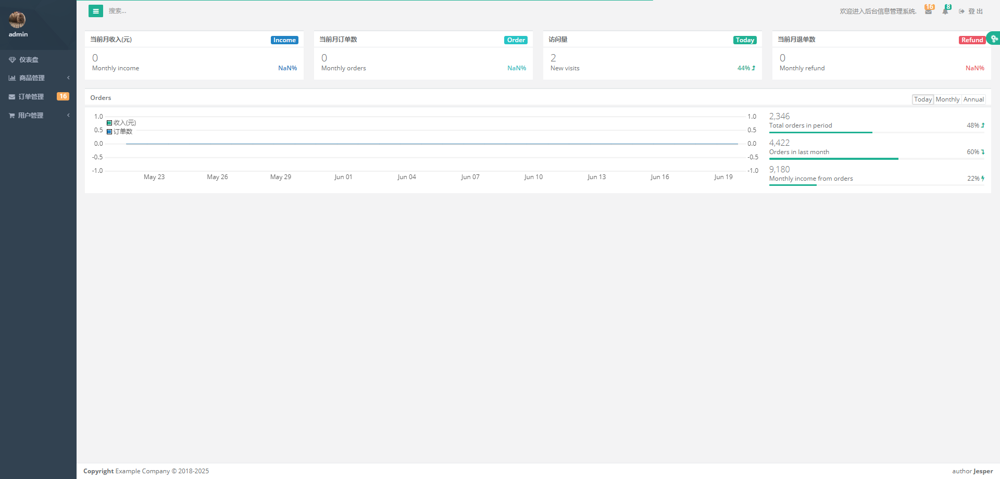 admin
仪表盘
商品管理
订单管理 16
用户管理
搜索...
欢迎进入后台信息管理系统. 16 8 登 出
当前月收入(元) Income
0
Monthly income NaN%
当前月订单数 Order
0
Monthly orders NaN%
访问量 Today
2
New visits 44%
当前月退单数 Refund
0
Monthly refund NaN%
Orders
Today Monthly Annual
1.0 1.0
收入(元)
0.5 0.5
订单数
0.0 0.0
-0.5 -0.5
-1.0 -1.0
May 23 May 26 May 29 Jun 01 Jun 04 Jun 07 Jun 10 Jun 13 Jun 16 Jun 19
2,346
Total orders in period 48%
4,422
Orders in last month 60%
9,180
Monthly income from orders 22%
Copyright Example Company © 2018-2025
author Jesper